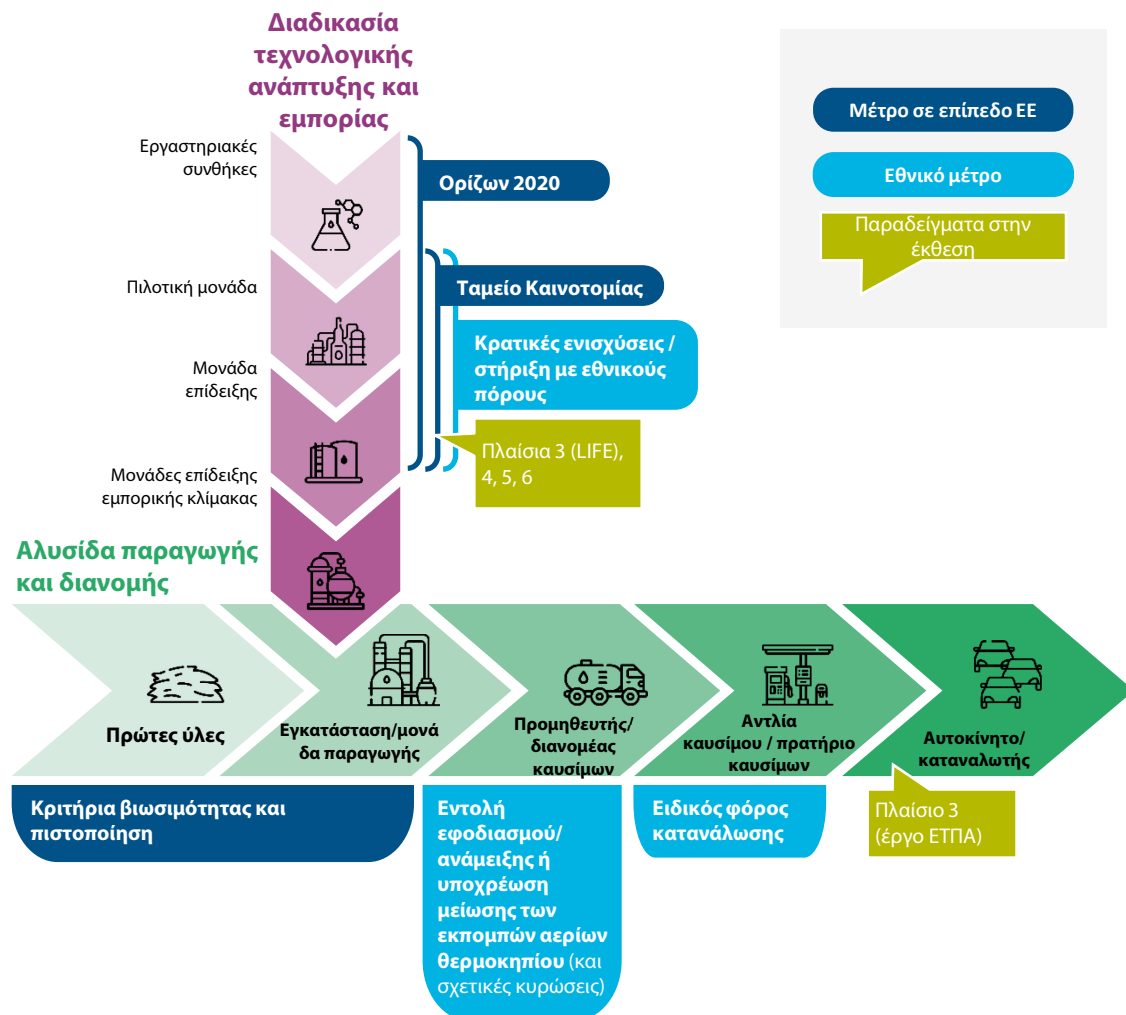 Διαδικασία
τεχνολογικής
ανάπτυξης και
εμπορίας
Μέτρο σε επίπεδο ΕΕ
Εθνικό μέτρο
Παραδείγματα στην
έκθεση
Εργαστηριακές
συνθήκες
Ορίζων 2020
Πιλοτική μονάδα
Ταμείο Καινοτομίας
Κρατικές ενισχύσεις /
στήριξη με εθνικούς
πόρους
Μονάδα
επίδειξης
Πλαίσια 3 (LIFE),
4, 5, 6
Μονάδες επίδειξης
εμπορικής κλίμακας
Αλυσίδα παραγωγής
και διανομής
Πρώτες ύλες
Εγκατάσταση/μονά
δα παραγωγής
Προμηθευτής/
διανομέας
καυσίμων
Αντλία
καυσίμου / πρατήριο
καυσίμων
Αυτοκίνητο/
καταναλωτής
Κριτήρια βιωσιμότητας και
πιστοποίηση
Εντολή
εφοδιασμού/
ανάμειξης ή
υποχρέωση
μείωσης των
εκπομπών αερίων
θερμοκηπίου (και
σχετικές κυρώσεις)
Ειδικός φόρος
κατανάλωσης
Πλαίσιο 3
(έργο ΕΤΠΑ)